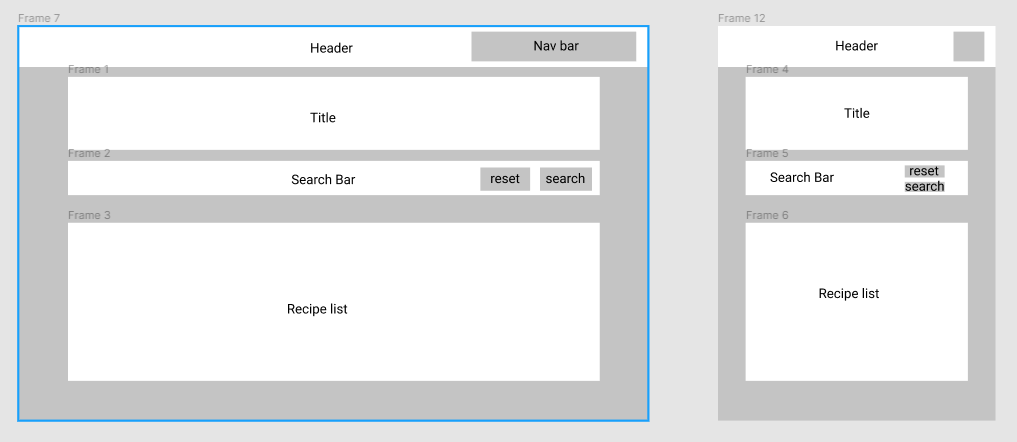 Frame 7
Header
Nav bar
Frame 1
Title
Frame 2
Search Bar
reset
search
Frame 3
Recipe list
Frame 12
Header
Frame 4
Title
Frame 5
Search Bar
reset
search
Frame 6
Recipe list